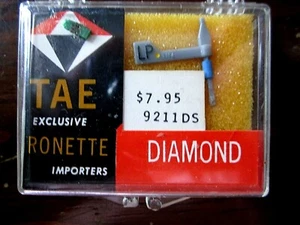 LP
TAE
$7.95
EXCLUSIVE
9211DS
RONETTE
DIAMOND
IMPORTERS